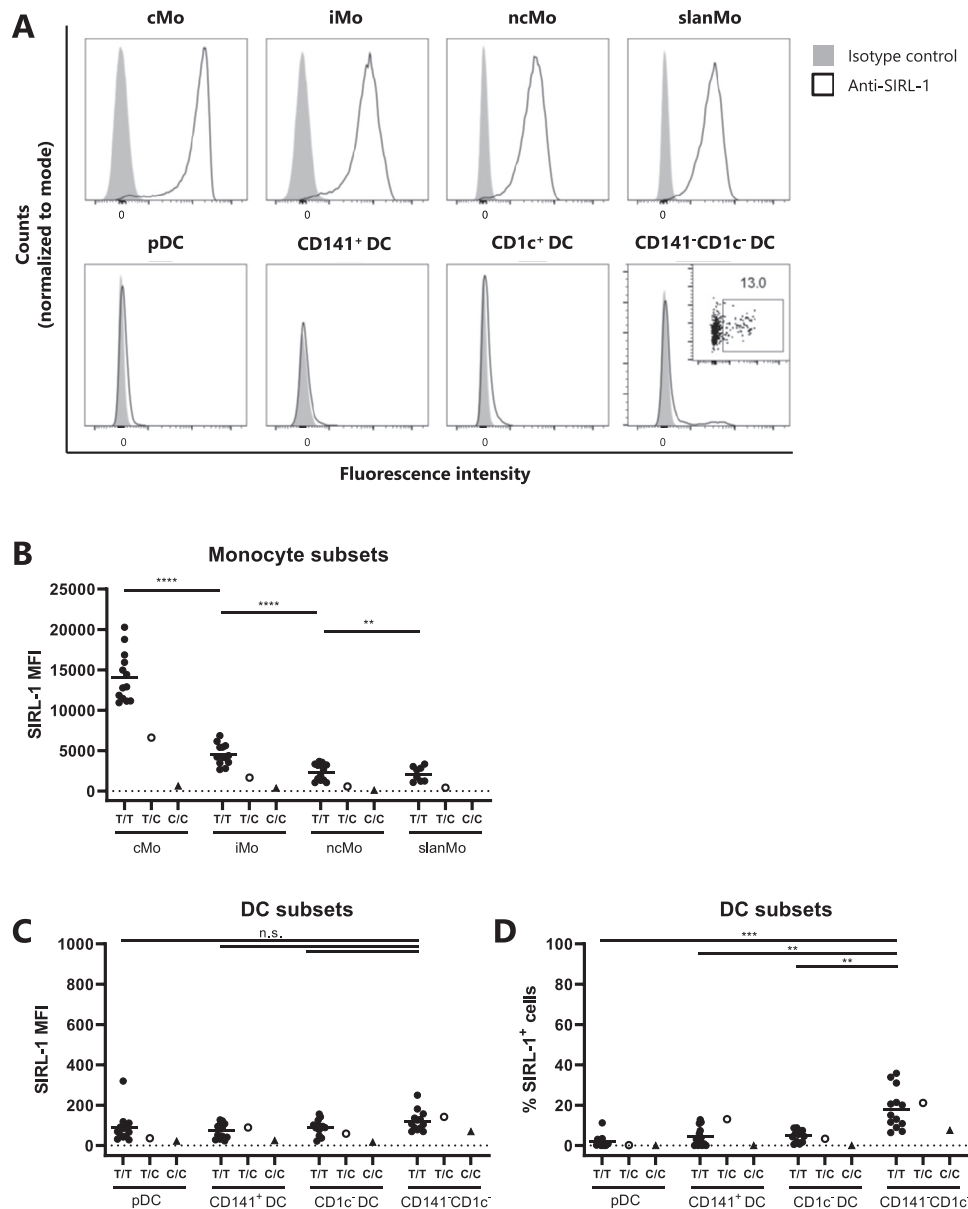 A
cMo
iMo
ncMo
slanMo
Isotype control
Anti-SIRL-1
Counts
(normalized to mode)
0
0
0
0
pDC
CD141+ DC
CD1c+ DC
CD141-CD1c- DC
13.0
0
0
0
0
Fluorescence intensity
B
Monocyte subsets
SIRL-1 MFI
25000
20000
15000
10000
5000
0
****
****
**
T/T T/C C/C T/T T/C C/C T/T T/C C/C T/T T/C C/C
cMo iMo ncMo slanMo
C
DC subsets
SIRL-1 MFI
1000
800
600
400
200
0
n.s.
T/T T/C C/C T/T T/C C/C T/T T/C C/C T/T T/C C/C
pDC CD141+ DC CD1c- DC CD141-CD1c-
D
DC subsets
% SIRL-1+ cells
100
80
60
40
20
0
***
**
**
T/T T/C C/C T/T T/C C/C T/T T/C C/C T/T T/C C/C
pDC CD141+ DC CD1c- DC CD141-CD1c-